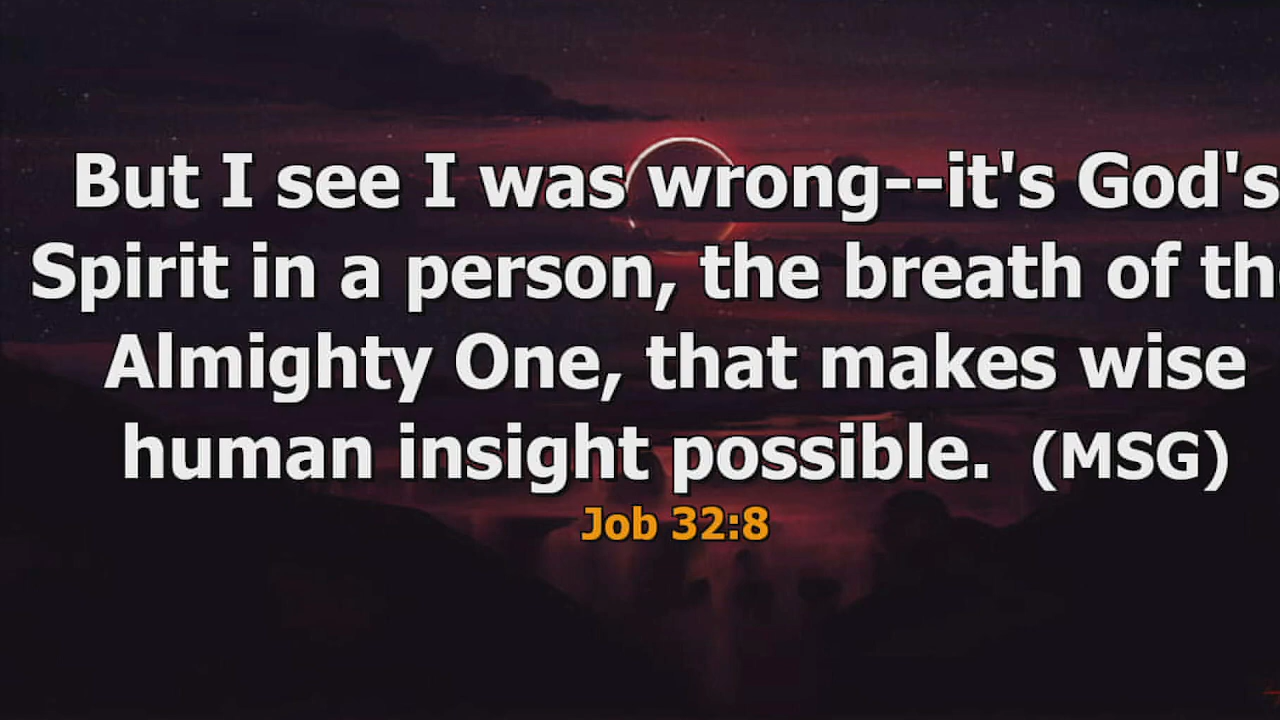 But I see I was wrong--it's God's
Spirit in a person, the breath of th
Almighty One, that makes wise
human insight possible. (MSG)
Job 32:8